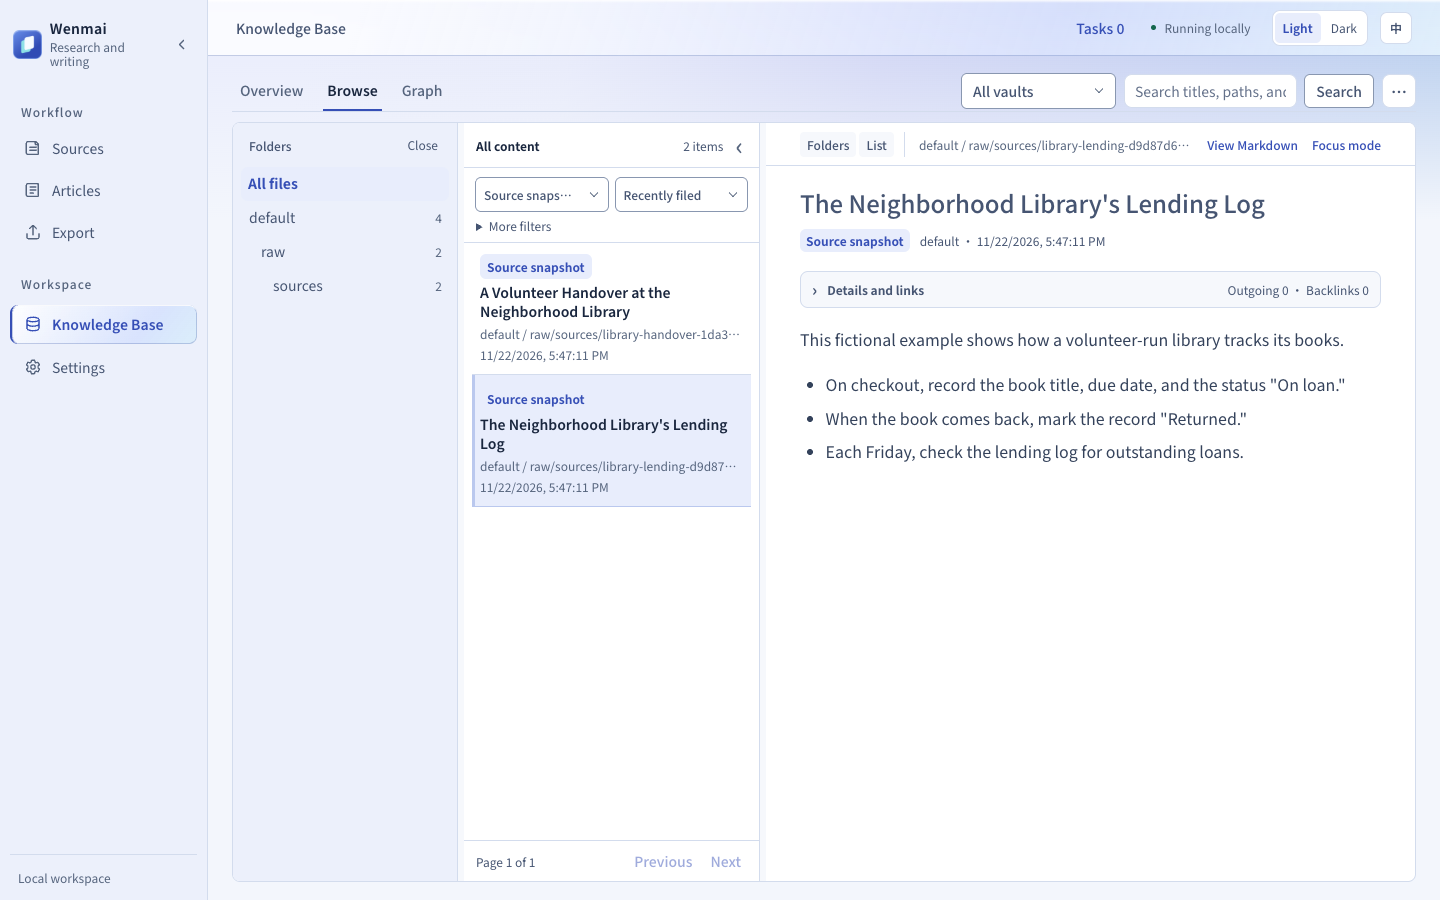 Wenmai
Research and
writing
Workflow
Sources
Articles
Export
Workspace
Knowledge Base
Settings
Local workspace
Knowledge Base
Tasks 0
Running locally
Light
Dark
中
Overview
Browse
Graph
All vaults
Search titles, paths, and
Search
Folders
Close
All files
default 4
raw 2
sources 2
All content
2 items
Source snaps···
Recently filed
More filters
Source snapshot
A Volunteer Handover at the
Neighborhood Library
default / raw/sources/library-handover-1da3···
11/22/2026, 5:47:11 PM
Source snapshot
The Neighborhood Library's Lending
Log
default / raw/sources/library-lending-d9d87···
11/22/2026, 5:47:11 PM
Page 1 of 1
Previous
Next
Folders
List
default / raw/sources/library-lending-d9d87d6···
View Markdown
Focus mode
The Neighborhood Library's Lending Log
Source snapshot
default • 11/22/2026, 5:47:11 PM
Details and links
Outgoing 0 • Backlinks 0
This fictional example shows how a volunteer-run library tracks its books.
• On checkout, record the book title, due date, and the status "On loan."
• When the book comes back, mark the record "Returned."
• Each Friday, check the lending log for outstanding loans.